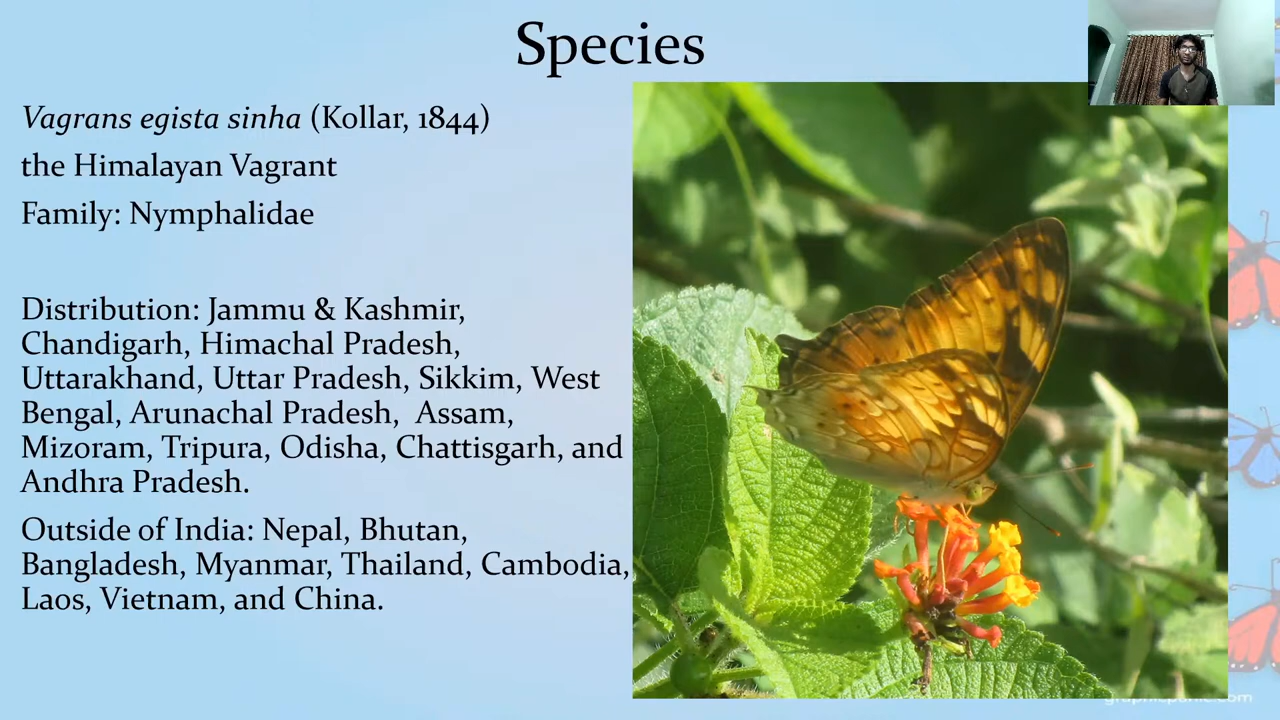 Species
Vagrans egista sinha (Kollar, 1844)
the Himalayan Vagrant
Family: Nymphalidae
Distribution: Jammu & Kashmir,
Chandigarh, Himachal Pradesh,
Uttarakhand, Uttar Pradesh, Sikkim, West
Bengal, Arunachal Pradesh, Assam,
Mizoram, Tripura, Odisha, Chattisgarh, and
Andhra Pradesh.
Outside of India: Nepal, Bhutan,
Bangladesh, Myanmar, Thailand, Cambodia,
Laos, Vietnam, and China.